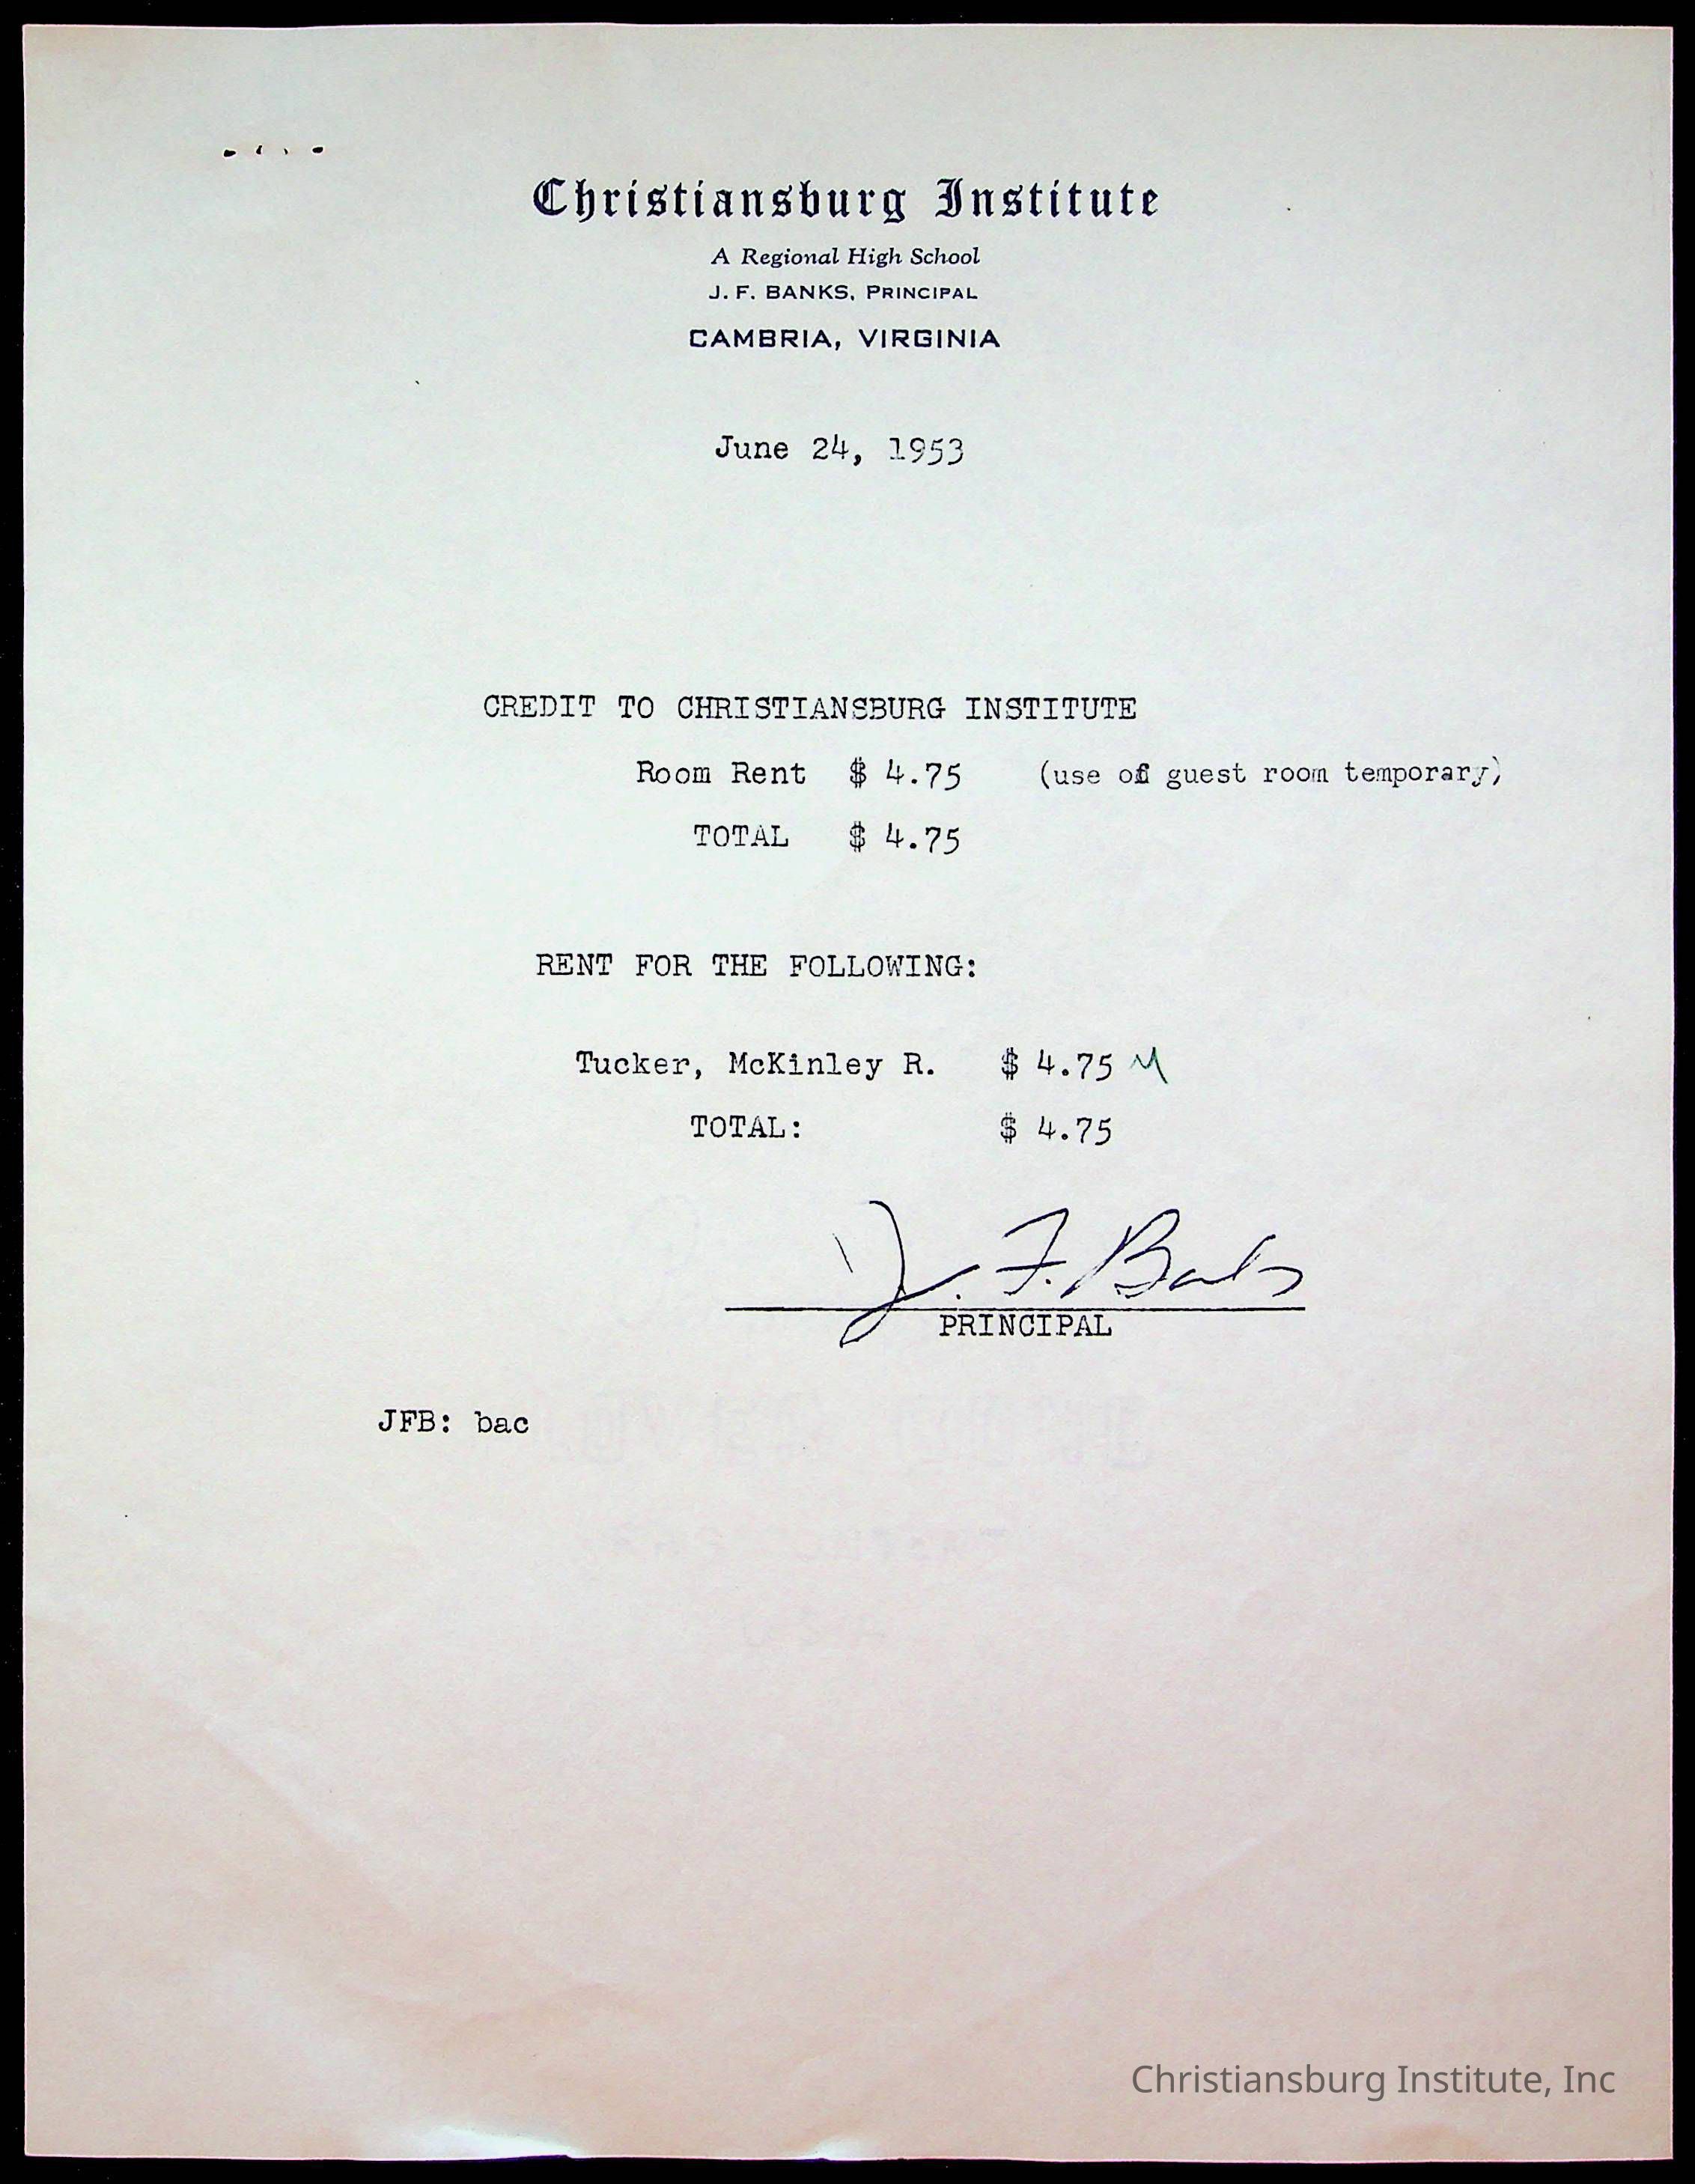 Christiansburg Institute
A Regional High School
J. F. BANKS, PRINCIPAL
CAMBRIA, VIRGINIA
June 24, 1953
CREDIT TO CHRISTIANSBURG INSTITUTE
Room Rent $ 4.75 (use of guest room temporary)
TOTAL $ 4.75
RENT FOR THE FOLLOWING:
Tucker, McKinley R. $ 4.75
TOTAL: $ 4.75
J. F. Banks
PRINCIPAL
JFB: bac
Christiansburg Institute, Inc